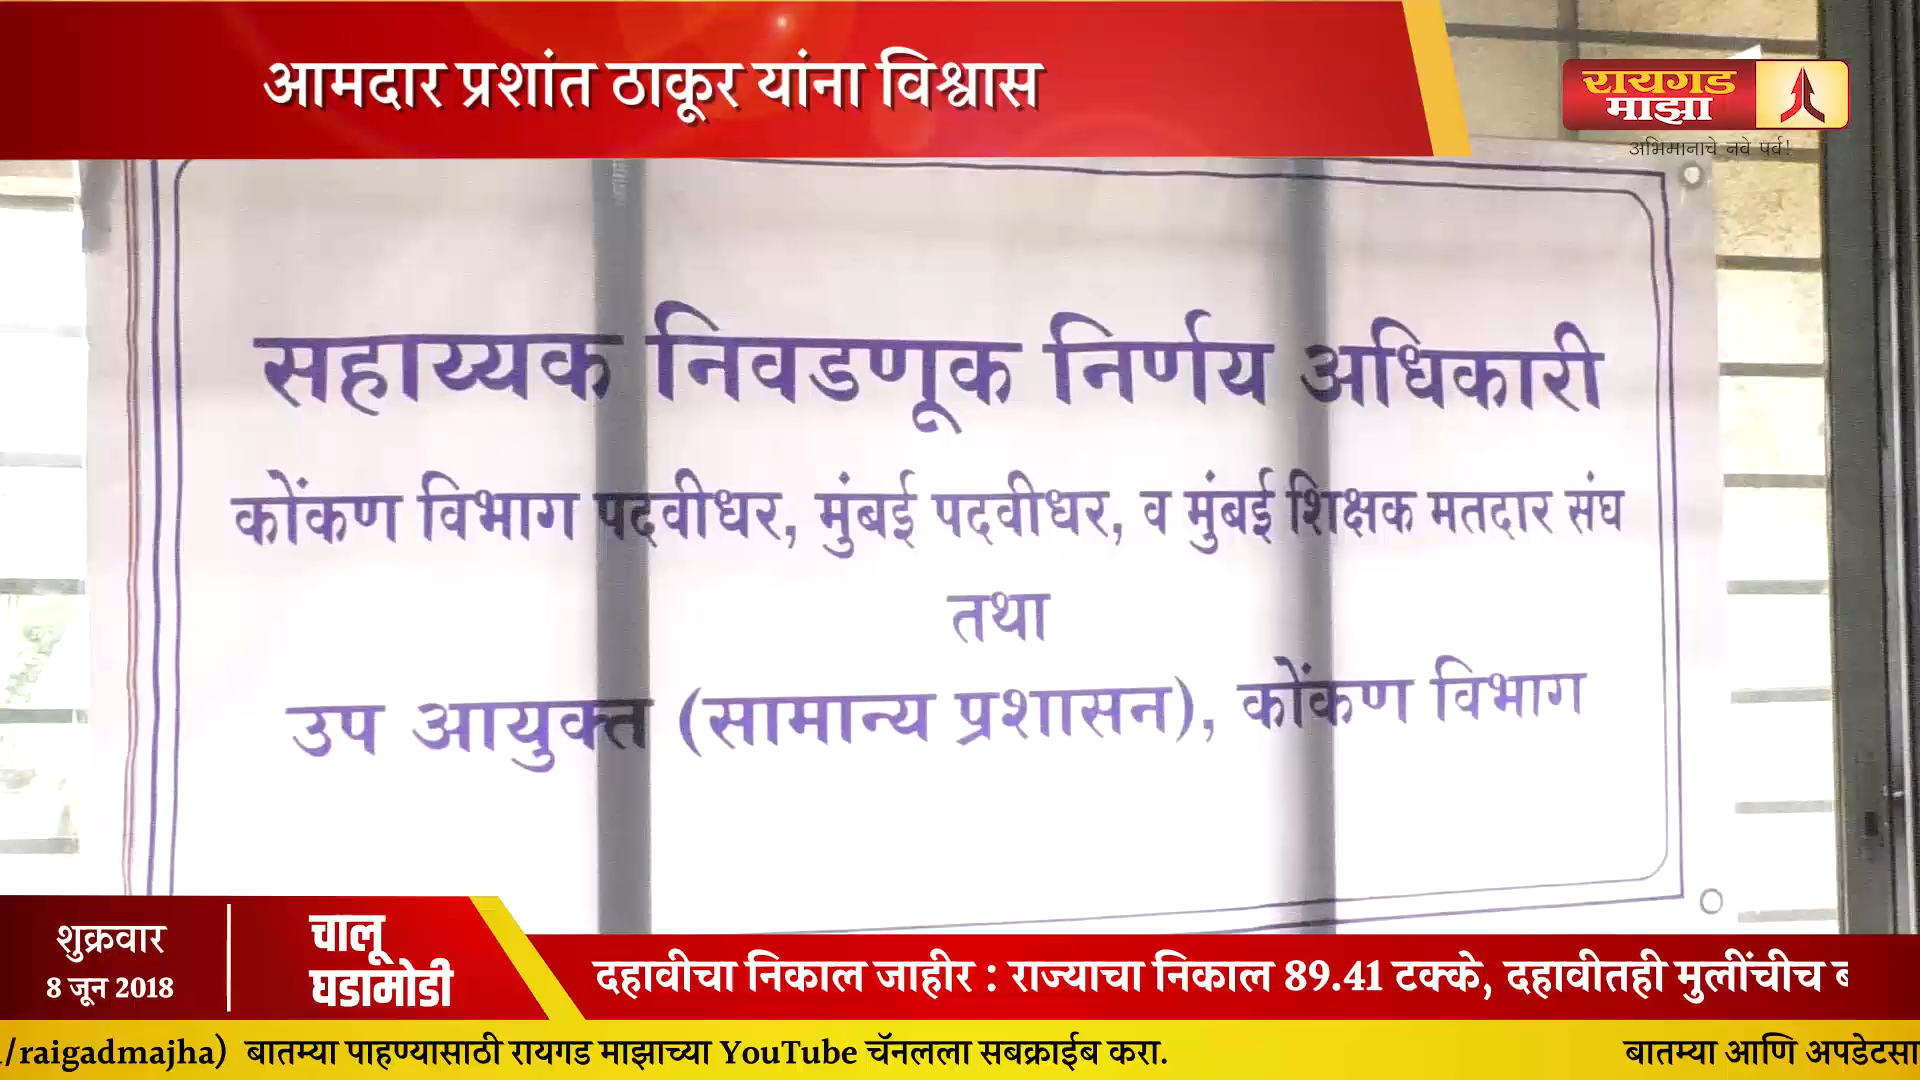 आमदार प्रशांत ठाकूर यांना विश्वास
रायगड
माझा
अभिमानाचे नवे पर्व!
सहाय्यक निवडणूक निर्णय अधिकारी
कोंकण विभाग पदवीधर, मुंबई पदवीधर, व मुंबई शिक्षक मतदार संघ
तथा
उप आयुक्त (सामान्य प्रशासन), कोंकण विभाग
शुक्रवार
8 जून 2018
चालू
घडामोडी
दहावीचा निकाल जाहीर : राज्याचा निकाल 89.41 टक्के, दहावीतही मुलींचीच
/raigadmajha) बातम्या पाहण्यासाठी रायगड माझाच्या YouTube चॅनलला सबक्राईब करा. बातम्या आणि अपडेटसा